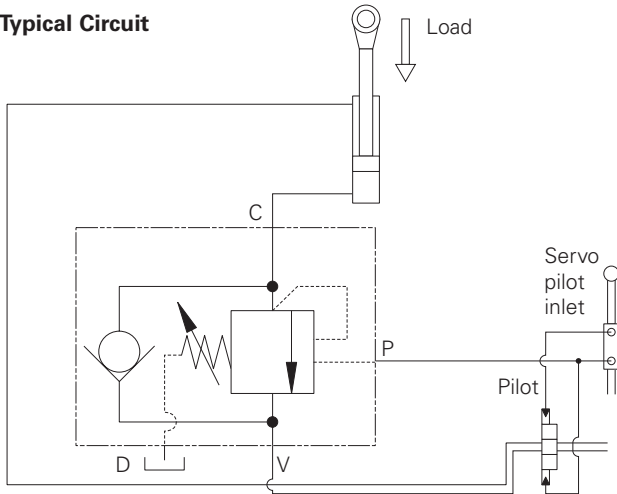 Typical Circuit
Load
C
Servo
pilot
inlet
P
Pilot
D
V